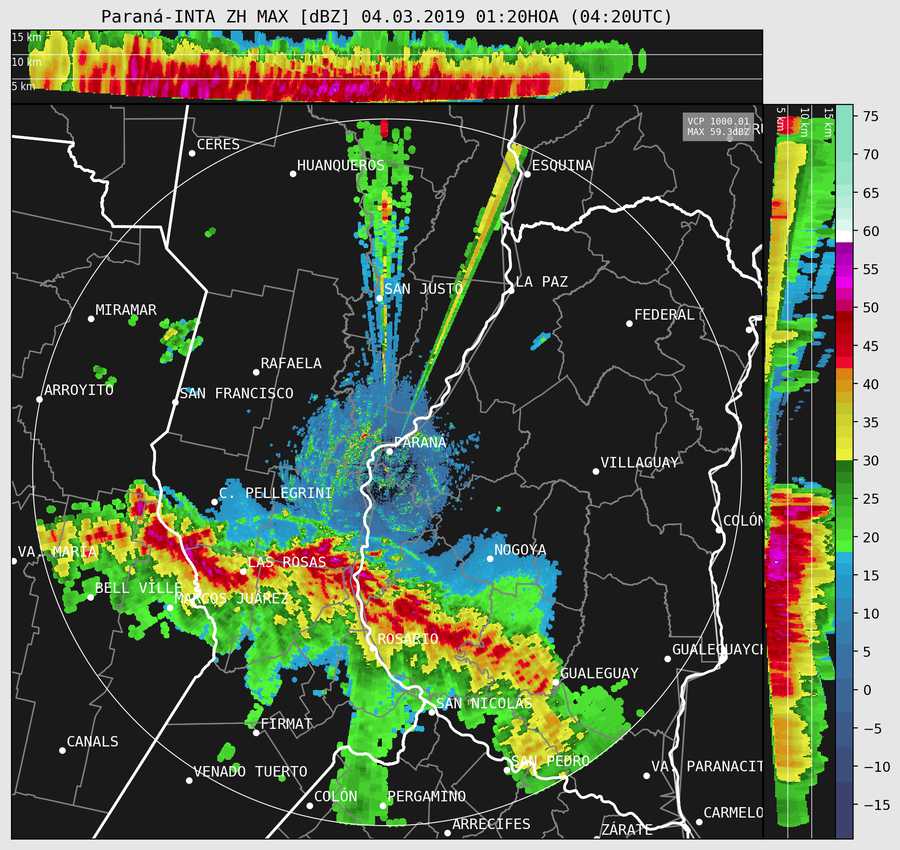 Paraná-INTA ZH MAX [dBZ] 04.03.2019 01:20HOA (04:20UTC)
15 km
10 km
5 km
5 km
10 km
15 km
VCP 1000.01
MAX 59.3dBZ
CERES
HUANQUEROS
ESQUINA
SAN JUSTO
LA PAZ
MIRAMAR
FEDERAL
RAFAELA
ARROYITO
SAN FRANCISCO
PARANÁ
VILLAGUAY
C. PELLEGRINI
COLÓN
NOGOYA
VA. MARIA
LAS ROSAS
BELL VILLE
MARCOS JUÁREZ
ROSARIO
GUALEGUAYCH
GUALEGUAY
SAN NICOLAS
FIRMAT
CANALS
SAN PEDRO
VENADO TUERTO
VA. PARANACIT
COLÓN
PERGAMINO
CARMELO
ARRECIFES
ZÁRATE
75
70
65
60
55
50
45
40
35
30
25
20
15
10
5
0
−5
−10
−15